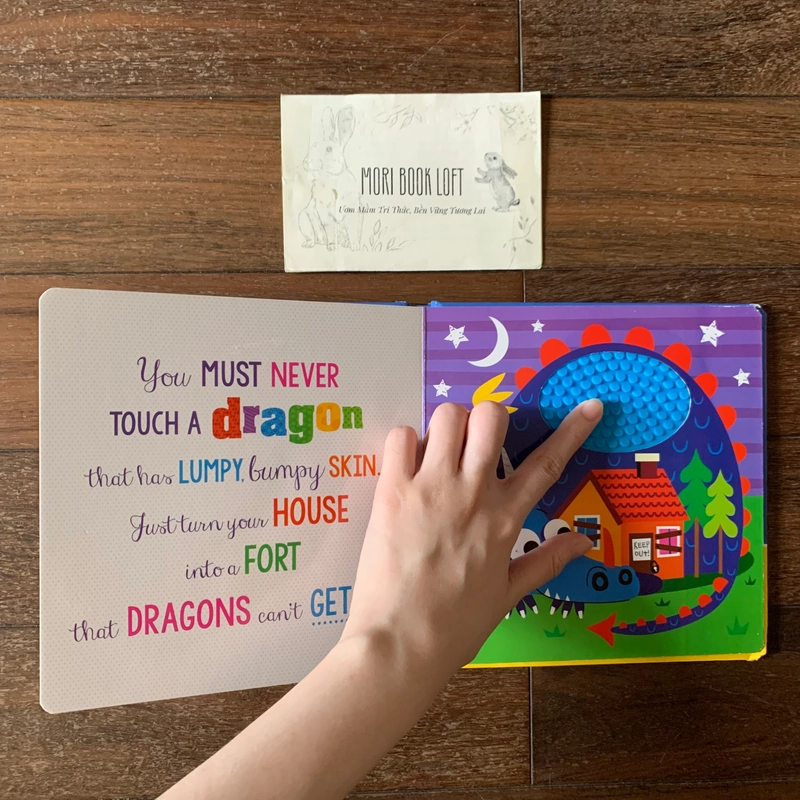 MORI BOOK LOFT
Ươm Mầm Tri Thức, Bền Vững Tương Lai
You MUST NEVER
TOUCH A dragon
that has LUMPY, bumpy SKIN.
Just turn your HOUSE
into a FORT
that DRAGONS can't GET
KEEP
OUT!